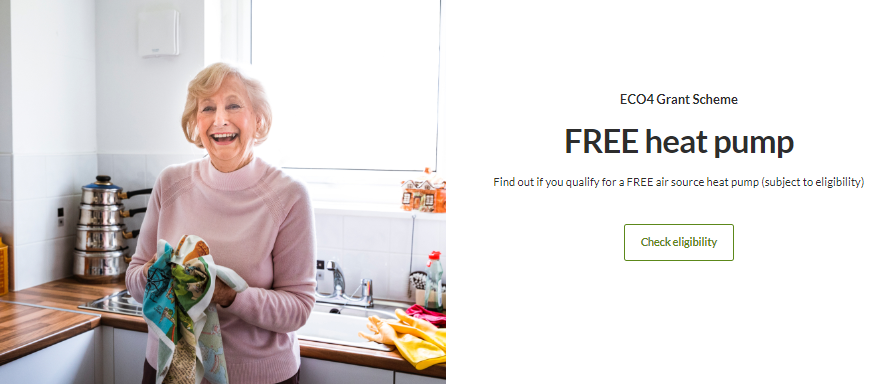 ECO4 Grant Scheme
FREE heat pump
Find out if you qualify for a FREE air source heat pump (subject to eligibility)
Check eligibility